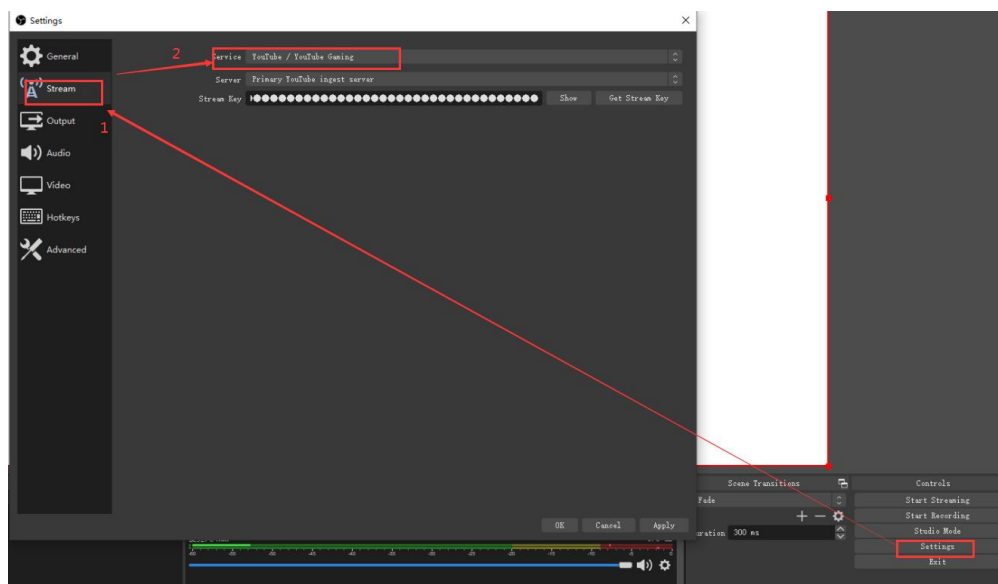 Settings
General
Stream
Output
Audio
Video
Hotkeys
Advanced
1
2
Service YouTube / YouTube Gaming
Server Primary YouTube ingest server
Stream Key Show Get Stream Key
OK Cancel Apply
Scene Transitions
Fade
300 ms
Controls
Start Streaming
Start Recording
Studio Mode
Settings
Exit